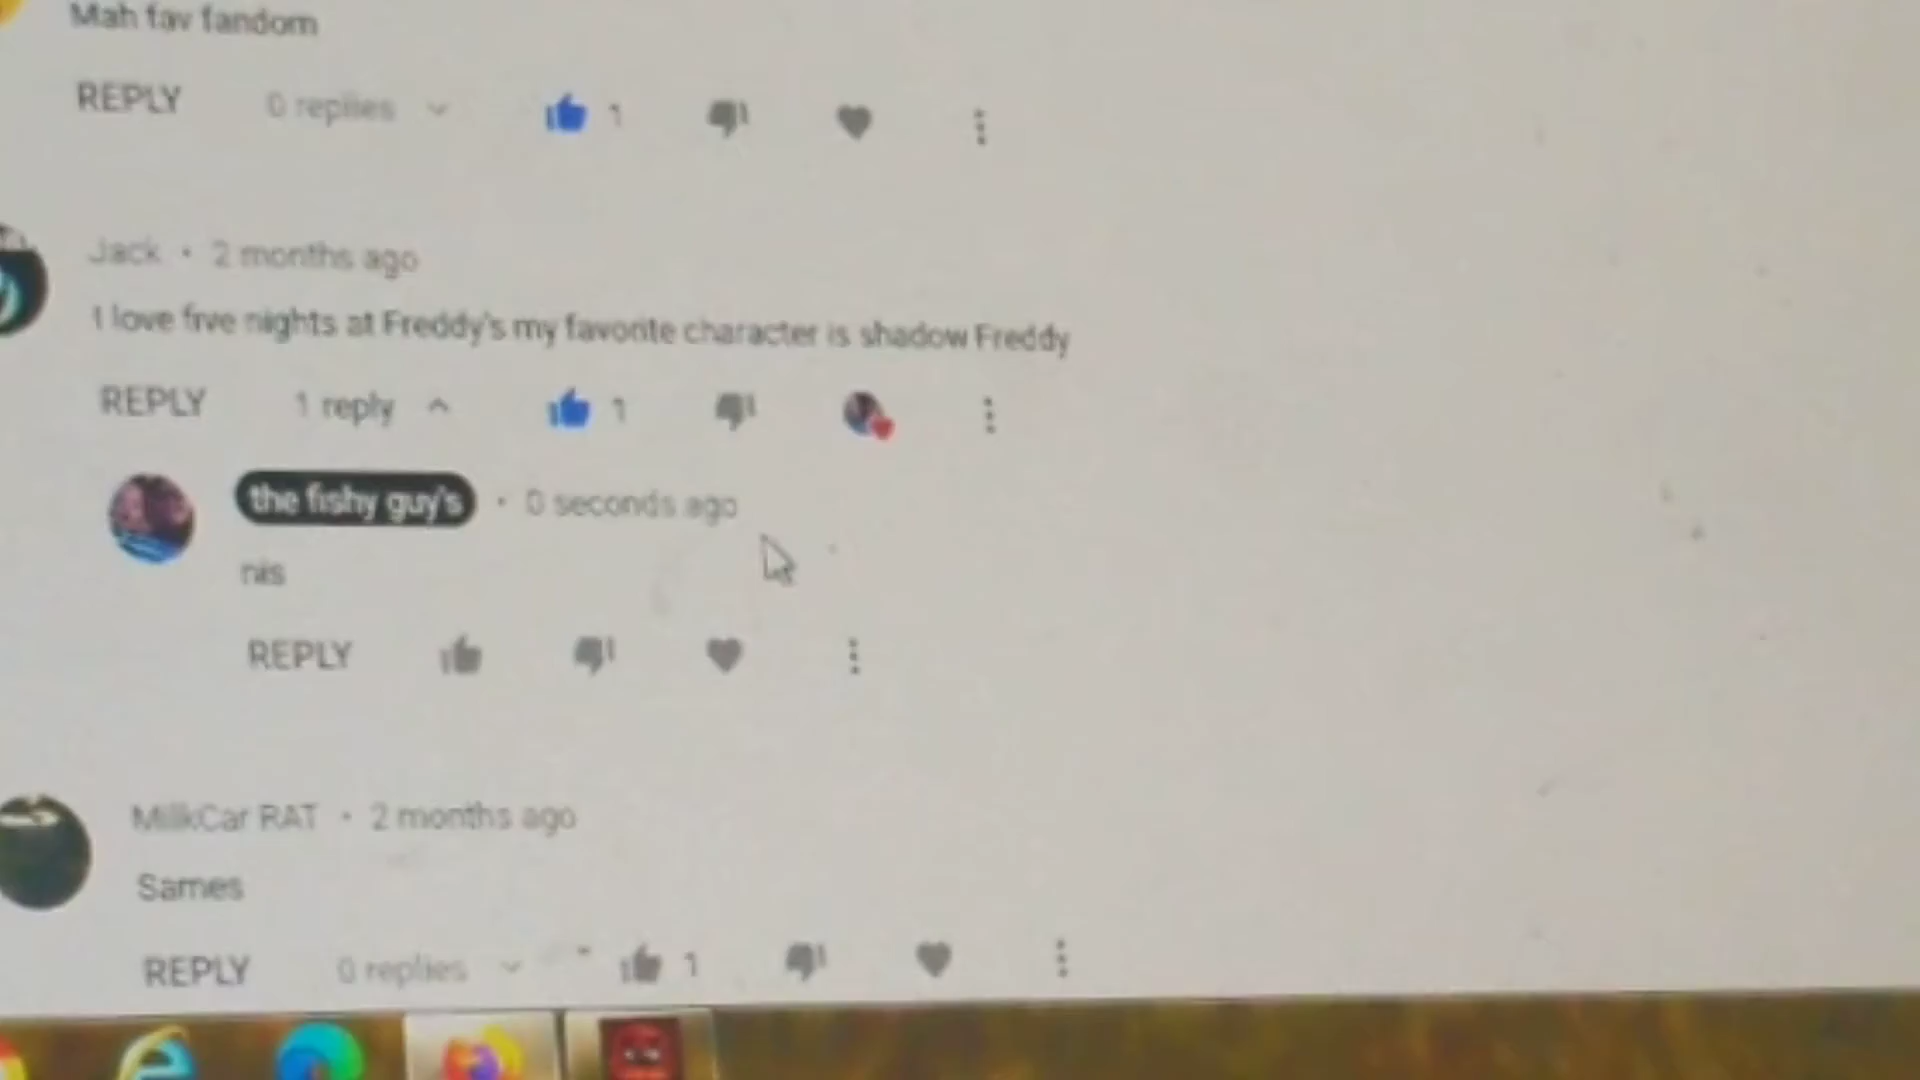 Mah fav fandom
REPLY 0 replies 1
Jack • 2 months ago
I love five nights at Freddy's my favorite character is shadow Freddy
REPLY 1 reply 1
the fishy guy's • 0 seconds ago
nis
REPLY
MilkCar RAT • 2 months ago
Sames
REPLY 0 replies 1